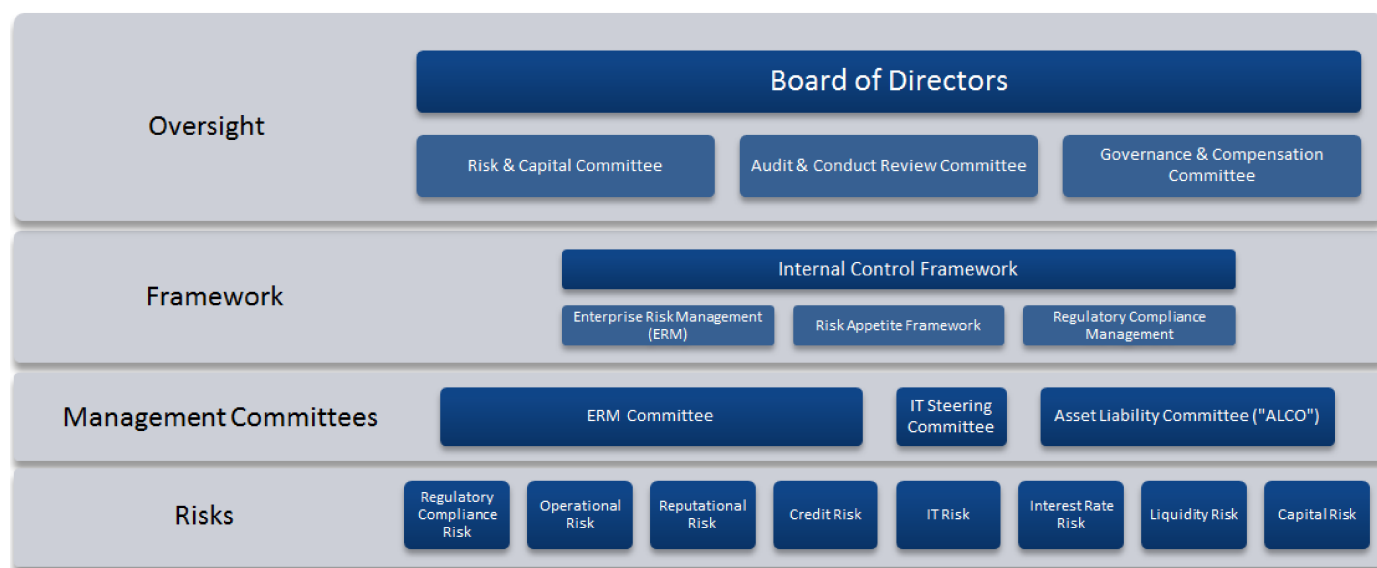 Oversight
Board of Directors
Risk & Capital Committee
Audit & Conduct Review Committee
Governance & Compensation
Committee
Framework
Internal Control Framework
Enterprise Risk Management
(ERM)
Risk Appetite Framework
Regulatory Compliance
Management
Management Committees
ERM Committee
IT Steering
Committee
Asset Liability Committee ("ALCO")
Risks
Regulatory
Compliance
Risk
Operational
Risk
Reputational
Risk
Credit Risk
IT Risk
Interest Rate
Risk
Liquidity Risk
Capital Risk